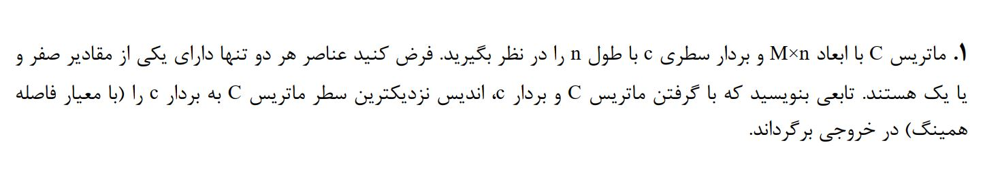 ۱. ماتریس C با ابعاد M×n و بردار سطری c با طول n را در نظر بگیرید. فرض کنید عناصر هر دو تنها دارای یکی از مقادیر صفر و
یا یک هستند. تابعی بنویسید که با گرفتن ماتریس C و بردار c، اندیس نزدیکترین سطر ماتریس C به بردار c را (با معیار فاصله
همینگ) در خروجی برگرداند.